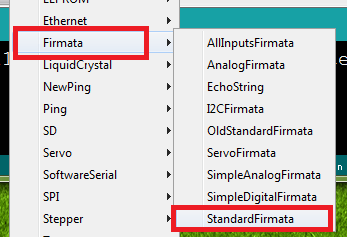 Ethernet
Firmata
LiquidCrystal
NewPing
Ping
SD
Servo
SoftwareSerial
SPI
Stepper
AllInputsFirmata
AnalogFirmata
EchoString
I2CFirmata
OldStandardFirmata
ServoFirmata
SimpleAnalogFirmata
SimpleDigitalFirmata
StandardFirmata